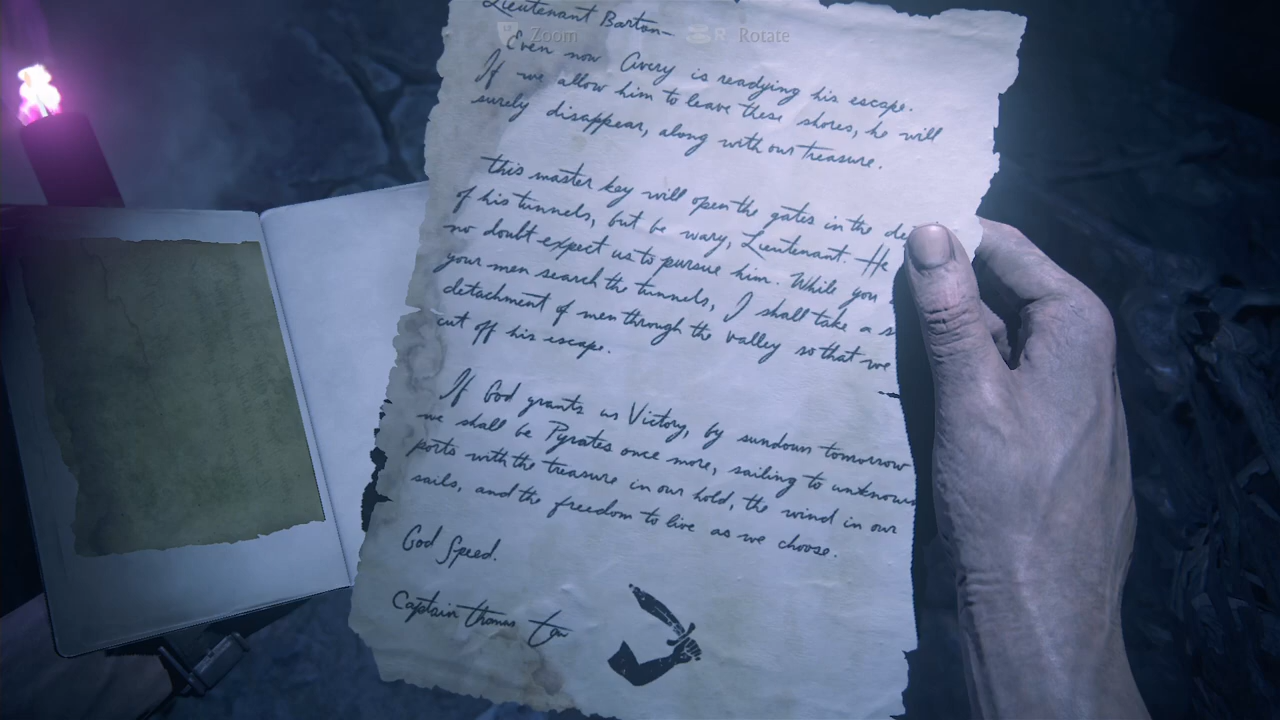 Lieutenant Barton-
Zoom
R Rotate
Even now Avery is readying his escape.
If we allow him to leave these shores, he will
surely disappear, along with our treasure.
this master key will open the gates in the
of his tunnels, but be wary, Lieutenant - He
no doubt expect us to pursue him. While you
your men search the tunnels, I shall take a
detachment of men through the valley so that we
cut off his escape.
If God grants us Victory, by sundown tomorrow
we shall be Pyrates once more, sailing to unknown
ports with the treasure in our hold, the wind in our
sails, and the freedom to live as we choose.
God Speed.
Captain Thomas Tew